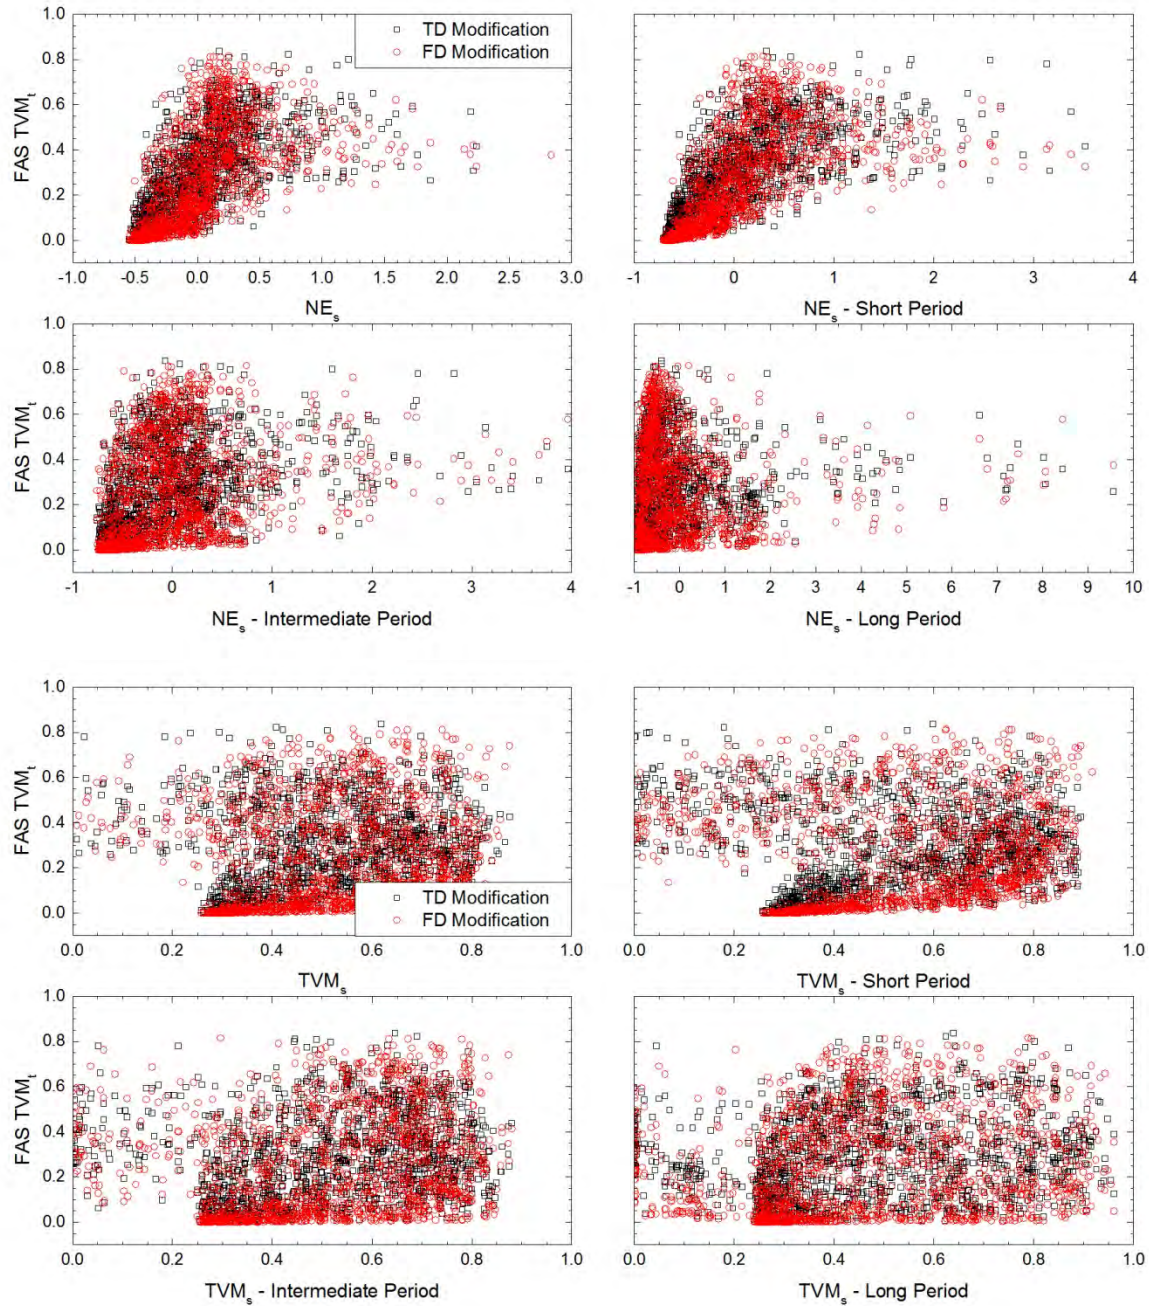 1.0
0.8
0.6
0.4
0.2
0.0
FAS TVMt
TD Modification
FD Modification
-1.0 -0.5 0.0 0.5 1.0 1.5 2.0 2.5 3.0
NEs
-1 0 1 2 3 4
NEs - Short Period
1.0
0.8
0.6
0.4
0.2
0.0
FAS TVMt
-1 0 1 2 3 4
NEs - Intermediate Period
-1 0 1 2 3 4 5 6 7 8 9 10
NEs - Long Period
1.0
0.8
0.6
0.4
0.2
0.0
FAS TVMt
TD Modification
FD Modification
0.0 0.2 0.4 0.6 0.8 1.0
TVMs
0.0 0.2 0.4 0.6 0.8 1.0
TVMs - Short Period
1.0
0.8
0.6
0.4
0.2
0.0
FAS TVMt
0.0 0.2 0.4 0.6 0.8 1.0
TVMs - Intermediate Period
0.0 0.2 0.4 0.6 0.8 1.0
TVMs - Long Period